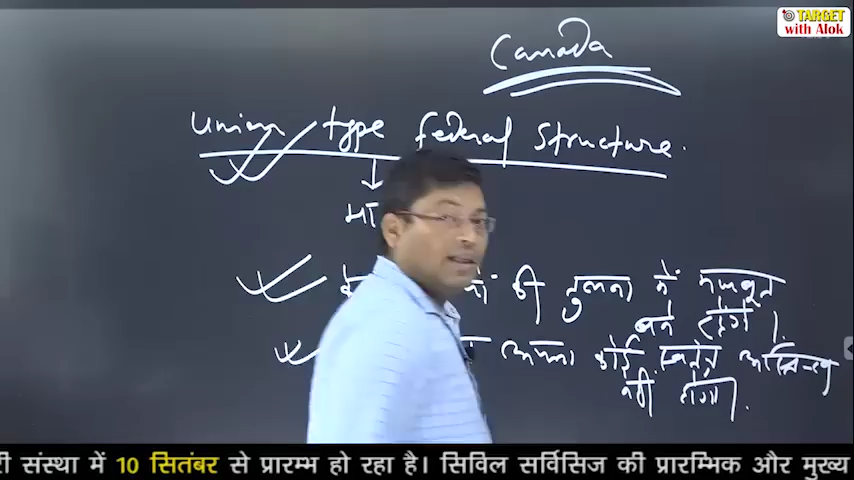 TARGET
with Alok
Canada
Union type federal structure.
की तुलना में मजबूत
बने रहेंगे।
अपना कोई स्वतंत्र अस्तित्व
नहीं होगा।
री संस्था में 10 सितंबर से प्रारम्भ हो रहा है। सिविल सर्विसिज की प्रारम्भिक और मुख्य